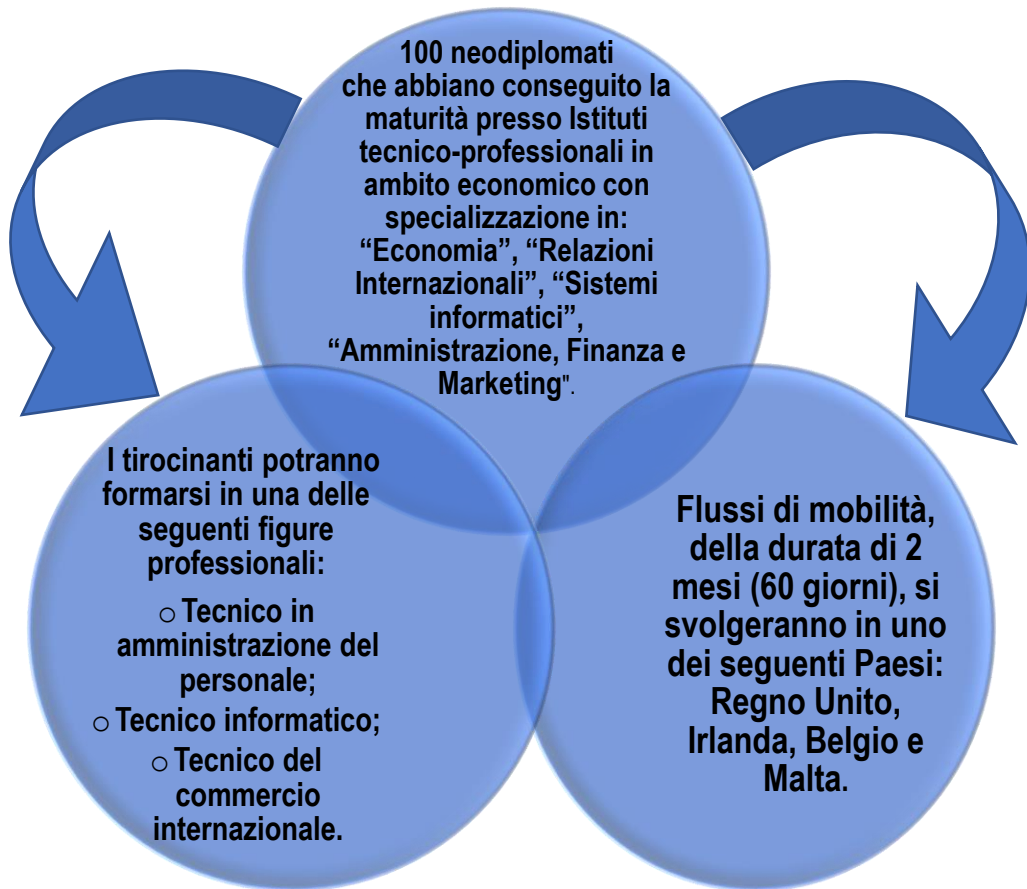 100 neodiplomati
che abbiano conseguito la
maturità presso Istituti
tecnico-professionali in
ambito economico con
specializzazione in:
“Economia”, “Relazioni
Internazionali”, “Sistemi
informatici”,
“Amministrazione, Finanza e
Marketing".
I tirocinanti potranno
formarsi in una delle
seguenti figure
professionali:
○ Tecnico in
amministrazione del
personale;
○ Tecnico informatico;
○ Tecnico del
commercio
internazionale.
Flussi di mobilità,
della durata di 2
mesi (60 giorni), si
svolgeranno in uno
dei seguenti Paesi:
Regno Unito,
Irlanda, Belgio e
Malta.